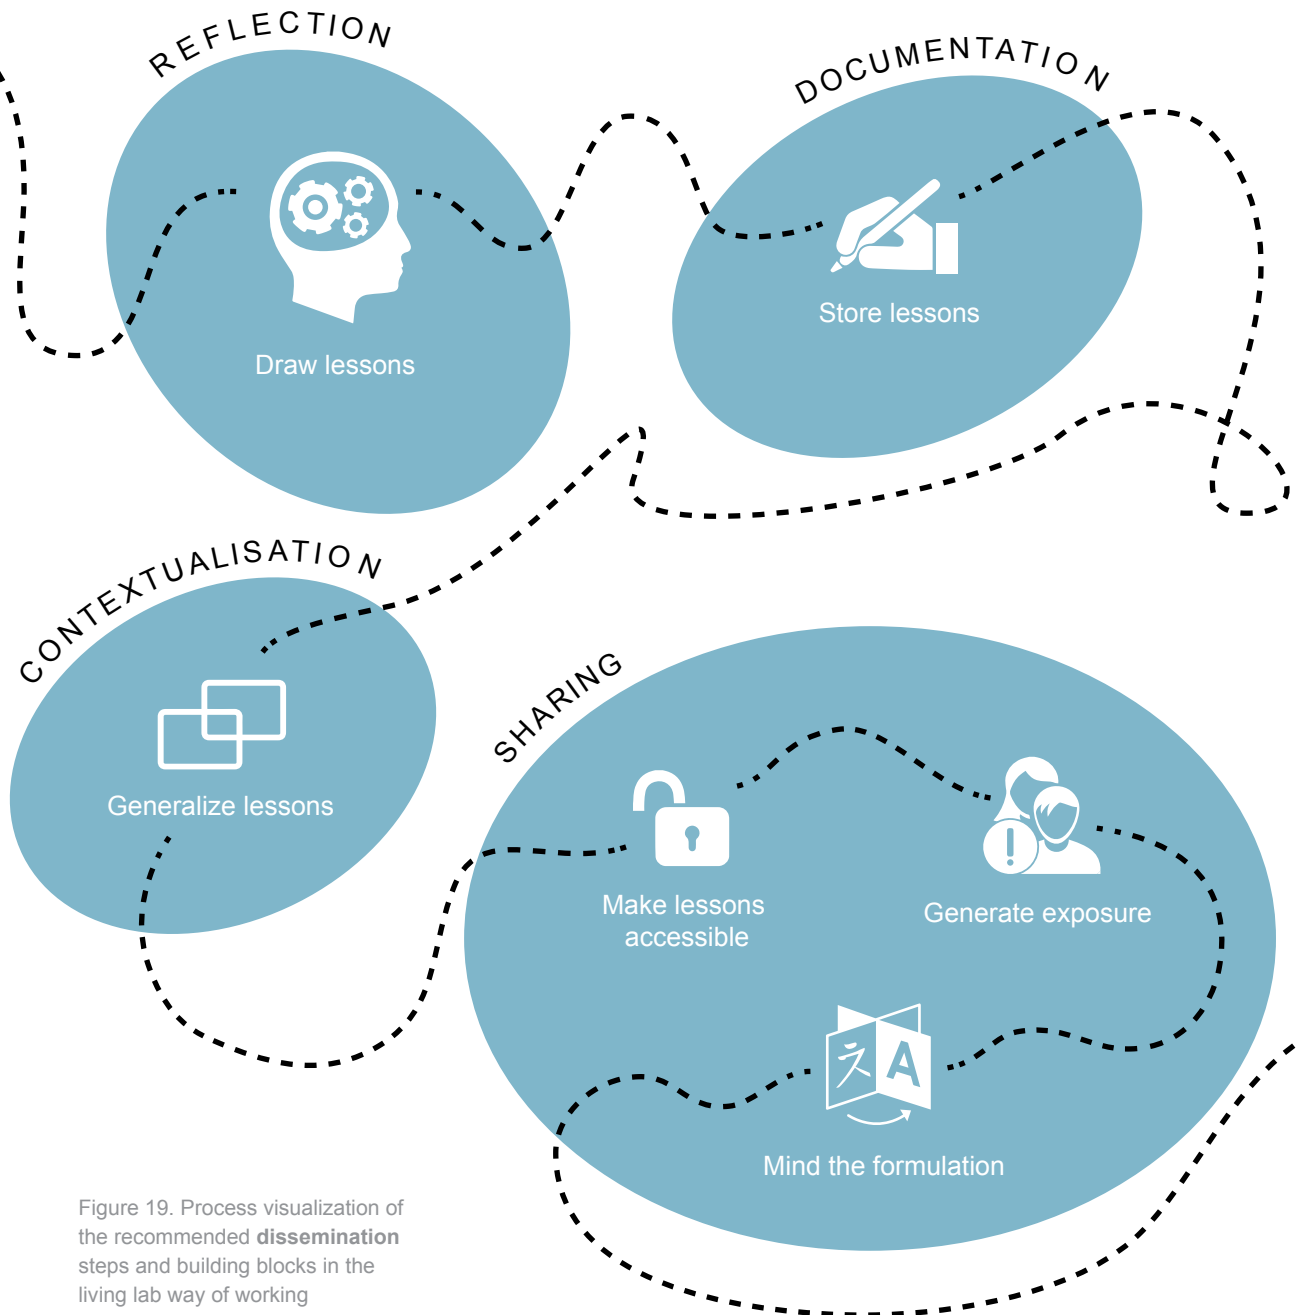 REFLECTION
DOCUMENTATION
Draw lessons
Store lessons
CONTEXTUALISATION
Generalize lessons
SHARING
Make lessons
accessible
Generate exposure
文 A
Mind the formulation
Figure 19. Process visualization of
the recommended dissemination
steps and building blocks in the
living lab way of working